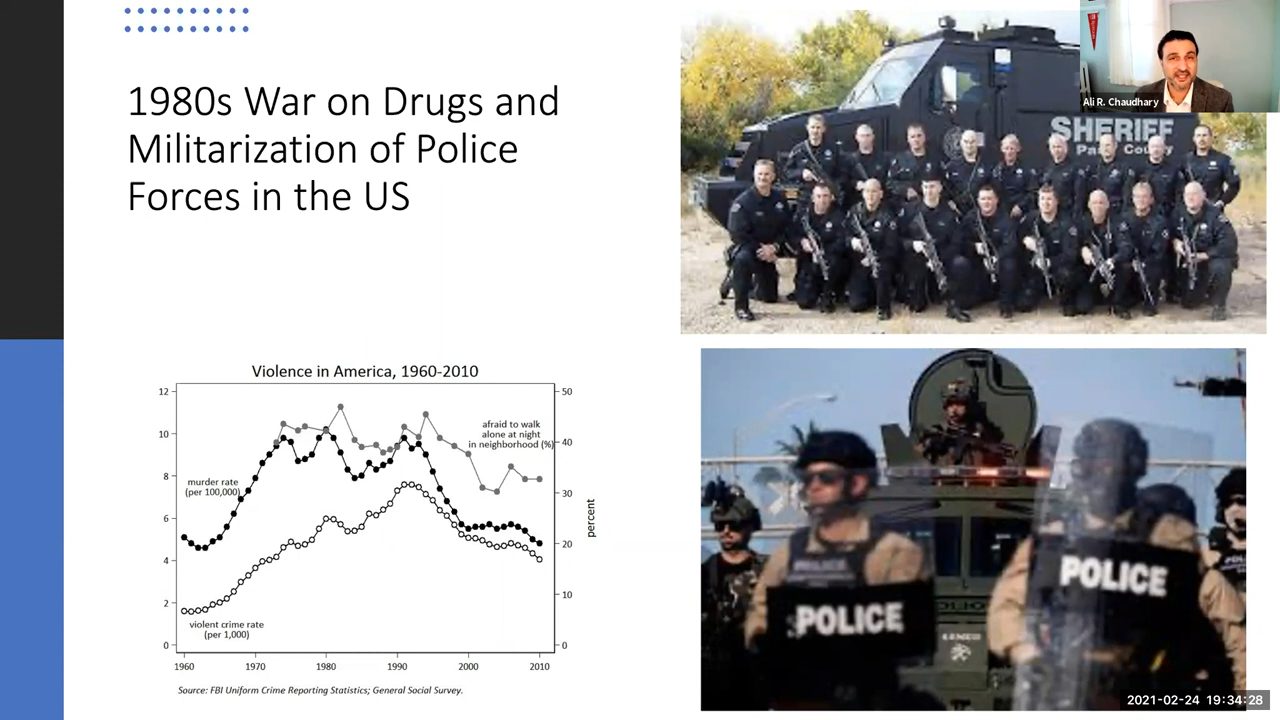 1980s War on Drugs and
Militarization of Police
Forces in the US
SHERIFF
County
Ali R. Chaudhary
Violence in America, 1960-2010
12
10
8
6
4
2
0
50
40
30
20
10
0
percent
afraid to walk
alone at night
in neighborhood (%)
murder rate
(per 100,000)
violent crime rate
(per 1,000)
1960
1970
1980
1990
2000
2010
Source: FBI Uniform Crime Reporting Statistics; General Social Survey.
POLICE
POLICE
POLICE
2021-02-24 19:34:28